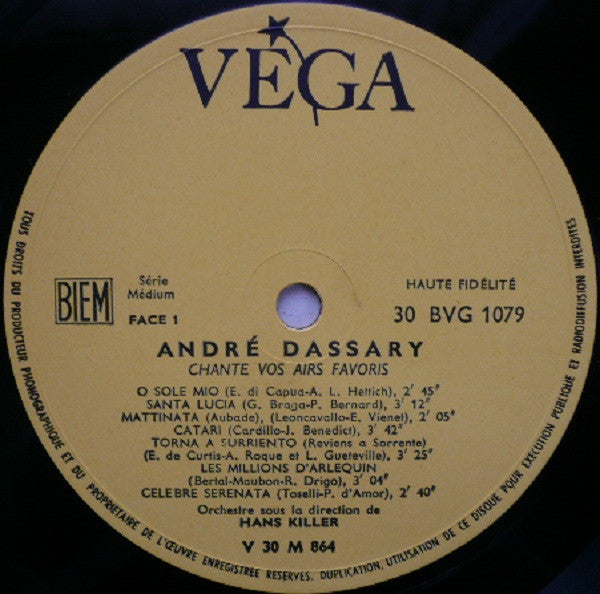 VÉGA
BIEM
Série
Médium
FACE 1
HAUTE FIDÉLITÉ
30 BVG 1079
ANDRÉ DASSARY
CHANTE VOS AIRS FAVORIS
O SOLE MIO (E. di Capua-A. L. Hettich), 2' 45"
SANTA LUCIA (G. Braga-P. Bernard), 3' 12"
MATTINATA (Aubade), (Leoncavallo-E. Vienet), 2' 05"
CATARI (Cardillo-J. Benedict), 3' 42"
TORNA A SURRIENTO (Reviens a Sorrente)
(E. de Curtis-A. Roque et L. Gueteville), 3' 25"
LES MILLIONS D'ARLEQUIN
(Bertal-Maubon-R. Drigo), 3' 04"
CELEBRE SERENATA (Toselli-P. d'Amor), 2' 40"
Orchestre sous la direction de
HANS KILLER
V 30 M 864
TOUS DROITS DU PRODUCTEUR PHONOGRAPHIQUE ET DU PROPRIETAIRE DE L'ŒUVRE ENREGISTRÉE RESERVES. DUPLICATION, UTILISATION DE CE DISQUE POUR EXECUTION PUBLIQUE ET RADIODIFFUSION INTERDITES